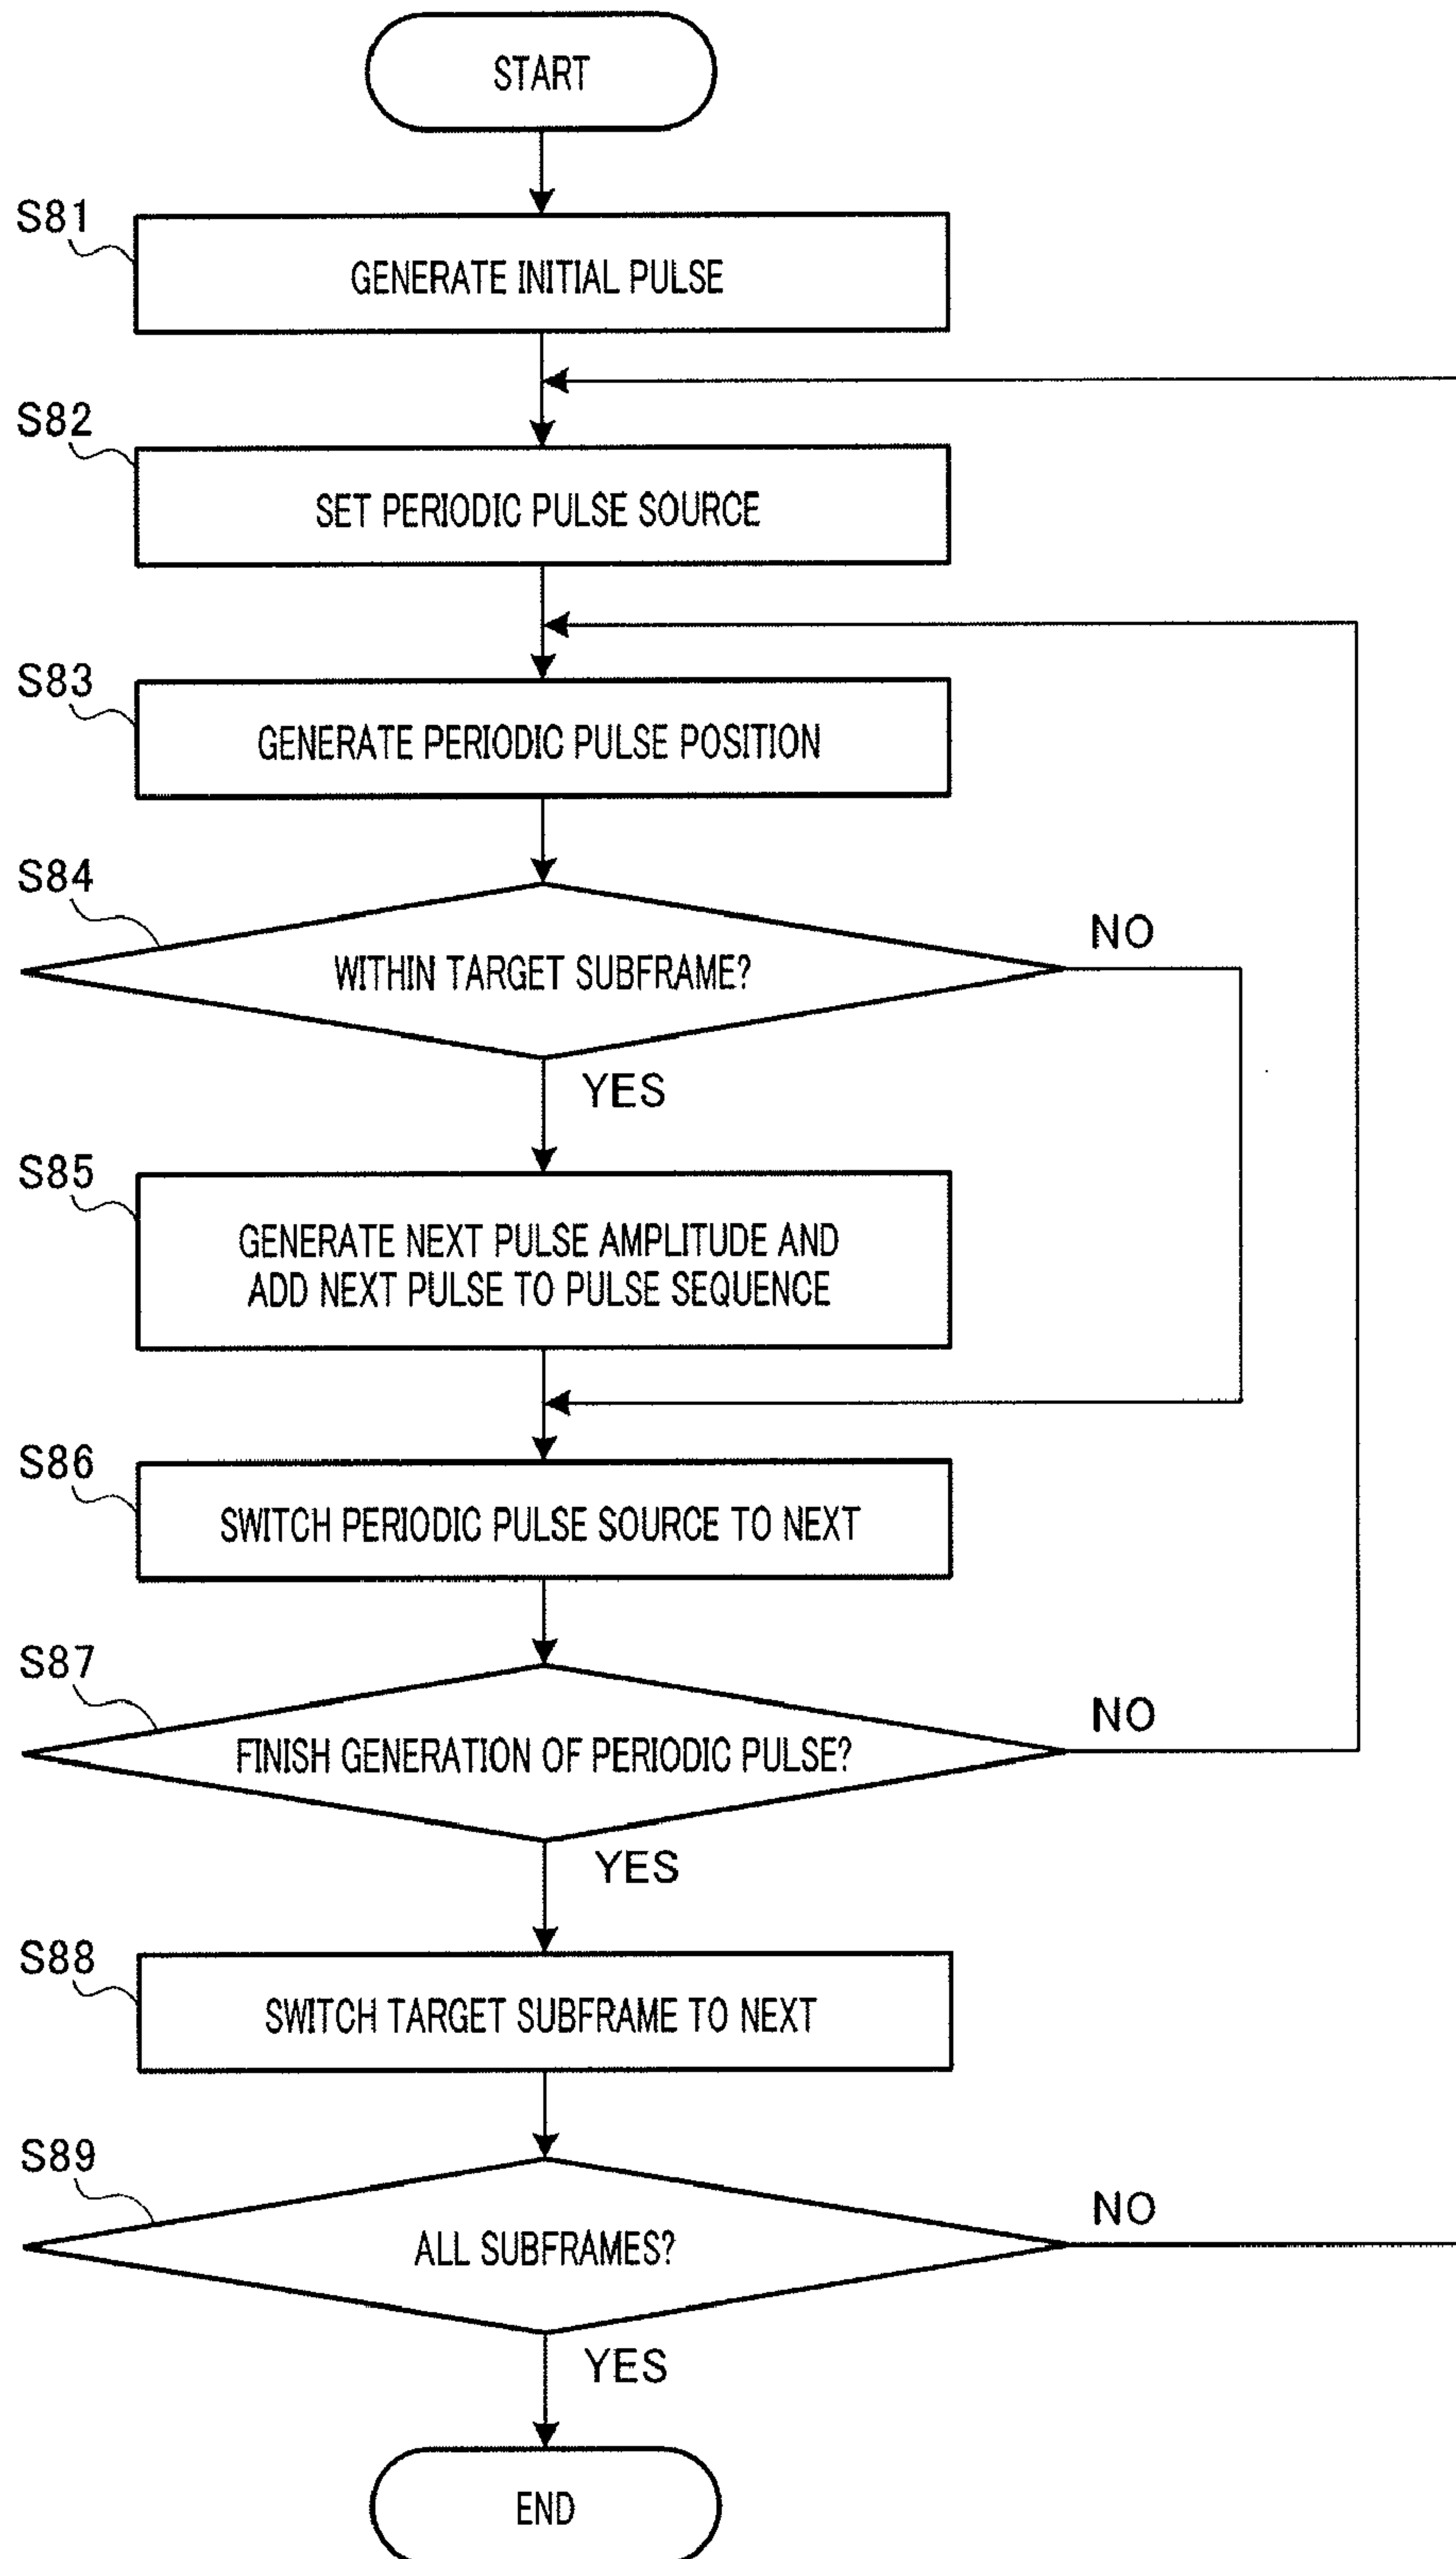 START
S81
GENERATE INITIAL PULSE
S82
SET PERIODIC PULSE SOURCE
S83
GENERATE PERIODIC PULSE POSITION
S84
NO
WITHIN TARGET SUBFRAME?
YES
S85
GENERATE NEXT PULSE AMPLITUDE AND
ADD NEXT PULSE TO PULSE SEQUENCE
S86
SWITCH PERIODIC PULSE SOURCE TO NEXT
S87
NO
FINISH GENERATION OF PERIODIC PULSE?
YES
S88
SWITCH TARGET SUBFRAME TO NEXT
S89
NO
ALL SUBFRAMES?
YES
END